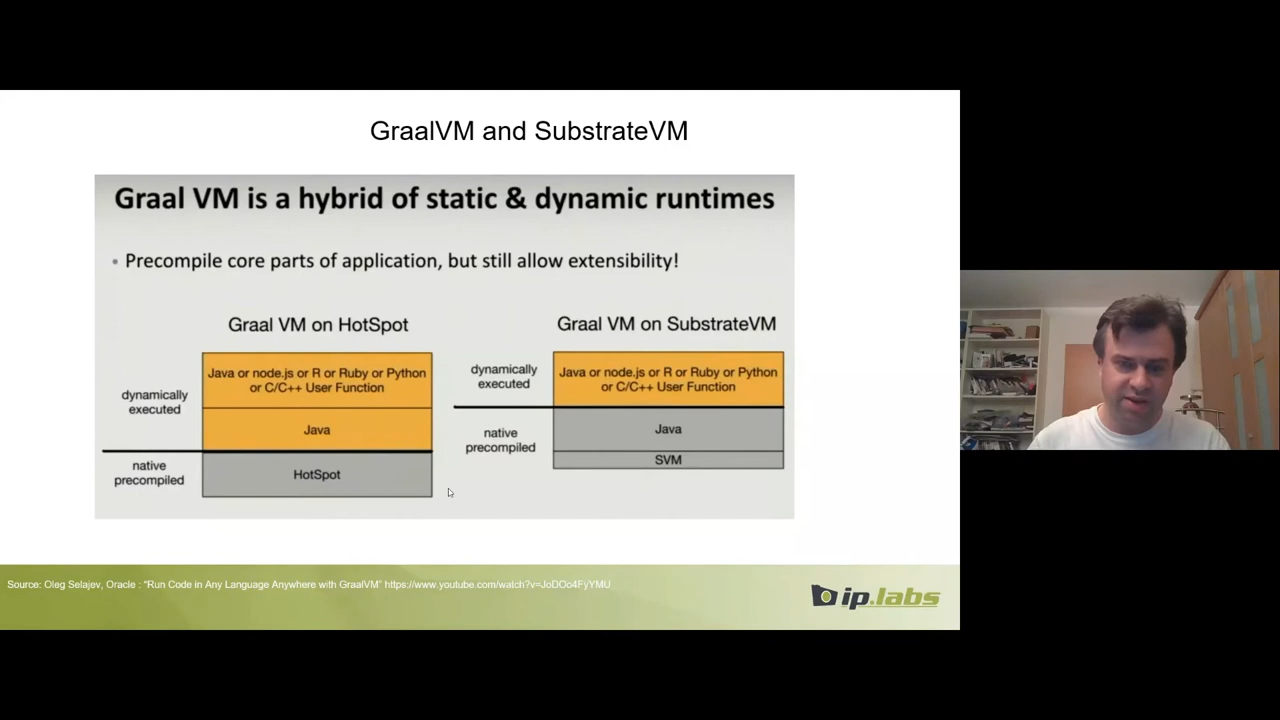 GraalVM and SubstrateVM
Graal VM is a hybrid of static & dynamic runtimes
• Precompile core parts of application, but still allow extensibility!
Graal VM on HotSpot
dynamically
executed
Java or node.js or R or Ruby or Python
or C/C++ User Function
Java
native
precompiled
HotSpot
Graal VM on SubstrateVM
dynamically
executed
Java or node.js or R or Ruby or Python
or C/C++ User Function
native
precompiled
Java
SVM
Source: Oleg Selajev, Oracle : "Run Code in Any Language Anywhere with GraalVM" https://www.youtube.com/watch?v=JoDOo4FyYMU
ip.labs